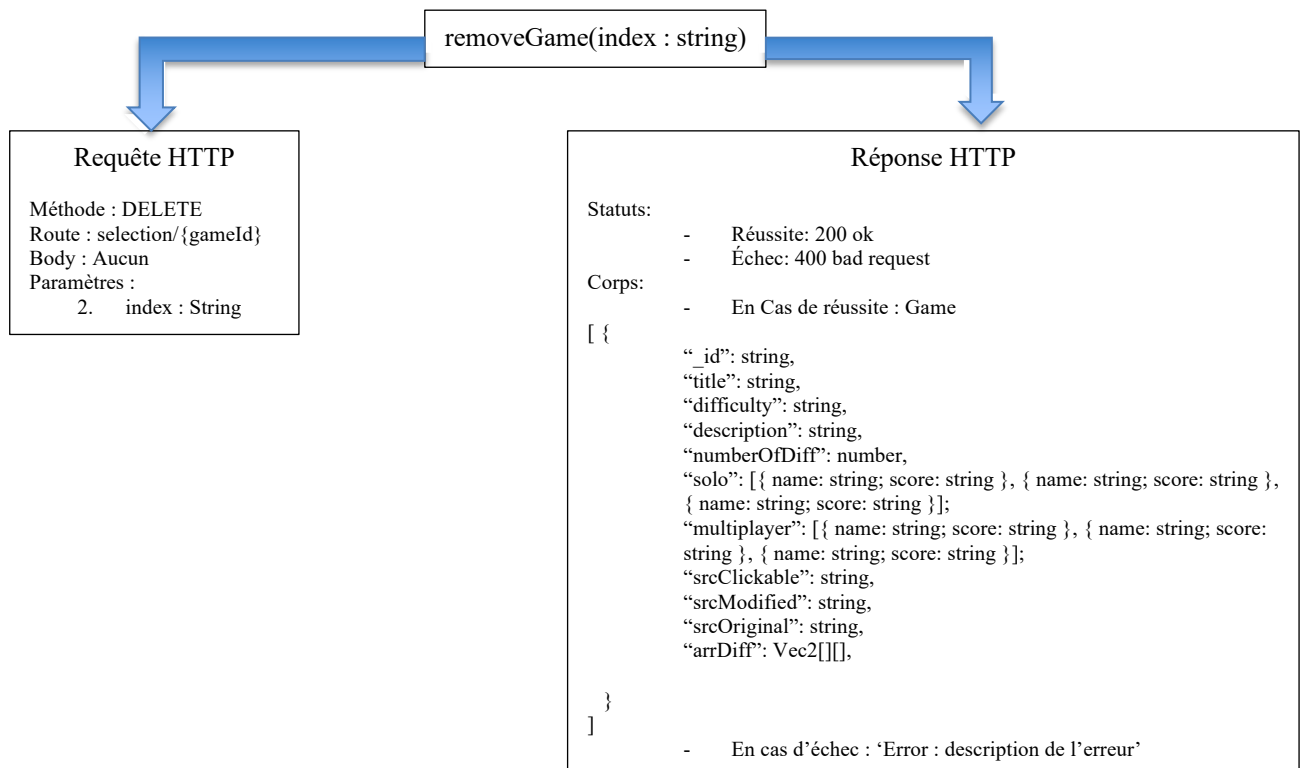 removeGame(index : string)
Requête HTTP
Méthode : DELETE
Route : selection/{gameId}
Body : Aucun
Paramètres :
2. index : String
Réponse HTTP
Statuts:
- Réussite: 200 ok
- Échec: 400 bad request
Corps:
- En Cas de réussite : Game
[ {
“_id”: string,
“title”: string,
“difficulty”: string,
“description”: string,
“numberOfDiff”: number,
“solo”: [{ name: string; score: string }, { name: string; score: string },
{ name: string; score: string }];
“multiplayer”: [{ name: string; score: string }, { name: string; score:
string }, { name: string; score: string }];
“srcClickable”: string,
“srcModified”: string,
“srcOriginal”: string,
“arrDiff”: Vec2[][],
}
]
- En cas d’échec : ‘Error : description de l’erreur’